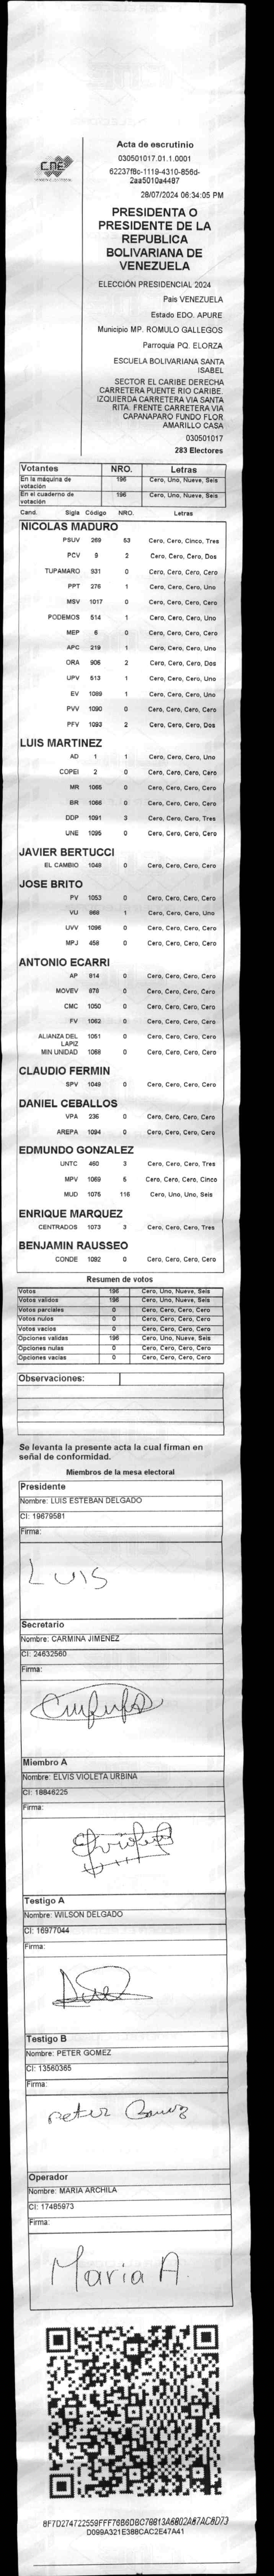 CNE
Acta de escrutinio
030501017.01.1.0001
62237f8c-1119-4310-856d-
2aa5010a4487
28/07/2024 06:34:05 PM
PRESIDENTA O
PRESIDENTE DE LA
REPUBLICA
BOLIVARIANA DE
VENEZUELA
ELECCIÓN PRESIDENCIAL 2024
Pais VENEZUELA
Estado EDO. APURE
Municipio MP. ROMULO GALLEGOS
Parroquia PQ. ELORZA
ESCUELA BOLIVARIANA SANTA
ISABEL
SECTOR EL CARIBE DERECHA
CARRETERA PUENTE RIO CARIBE.
IZQUIERDA CARRETERA VIA SANTA
RITA. FRENTE CARRETERA VIA
CAPANAPARO FUNDO FLOR
AMARILLO CASA
030501017
283 Electores
Votantes NRO. Letras
En la máquina de votación 196 Cero, Uno, Nueve, Seis
En el cuaderno de votación 196 Cero, Uno, Nueve, Seis
Cand. Sigla Código NRO. Letras
NICOLAS MADURO
PSUV 269 53 Cero, Cero, Cinco, Tres
PCV 9 2 Cero, Cero, Cero, Dos
TUPAMARO 931 0 Cero, Cero, Cero, Cero
PPT 276 1 Cero, Cero, Cero, Uno
MSV 1017 0 Cero, Cero, Cero, Cero
PODEMOS 514 1 Cero, Cero, Cero, Uno
MEP 6 0 Cero, Cero, Cero, Cero
APC 219 1 Cero, Cero, Cero, Uno
ORA 906 2 Cero, Cero, Cero, Dos
UPV 513 1 Cero, Cero, Cero, Uno
EV 1089 1 Cero, Cero, Cero, Uno
PVV 1090 0 Cero, Cero, Cero, Cero
PFV 1093 2 Cero, Cero, Cero, Dos
LUIS MARTINEZ
AD 1 1 Cero, Cero, Cero, Uno
COPEI 2 0 Cero, Cero, Cero, Cero
MR 1065 0 Cero, Cero, Cero, Cero
BR 1066 0 Cero, Cero, Cero, Cero
DDP 1091 3 Cero, Cero, Cero, Tres
UNE 1095 0 Cero, Cero, Cero, Cero
JAVIER BERTUCCI
EL CAMBIO 1048 0 Cero, Cero, Cero, Cero
JOSE BRITO
PV 1053 0 Cero, Cero, Cero, Cero
VU 868 1 Cero, Cero, Cero, Uno
UVV 1096 0 Cero, Cero, Cero, Cero
MPJ 458 0 Cero, Cero, Cero, Cero
ANTONIO ECARRI
AP 814 0 Cero, Cero, Cero, Cero
MOVEV 878 0 Cero, Cero, Cero, Cero
CMC 1050 0 Cero, Cero, Cero, Cero
FV 1062 0 Cero, Cero, Cero, Cero
ALIANZA DEL LAPIZ 1051 0 Cero, Cero, Cero, Cero
MIN UNIDAD 1068 0 Cero, Cero, Cero, Cero
CLAUDIO FERMIN
SPV 1049 0 Cero, Cero, Cero, Cero
DANIEL CEBALLOS
VPA 236 0 Cero, Cero, Cero, Cero
AREPA 1094 0 Cero, Cero, Cero, Cero
EDMUNDO GONZALEZ
UNTC 460 3 Cero, Cero, Cero, Tres
MPV 1069 5 Cero, Cero, Cero, Cinco
MUD 1075 116 Cero, Uno, Uno, Seis
ENRIQUE MARQUEZ
CENTRADOS 1073 3 Cero, Cero, Cero, Tres
BENJAMIN RAUSSEO
CONDE 1092 0 Cero, Cero, Cero, Cero
Resumen de votos
Votos 196 Cero, Uno, Nueve, Seis
Votos validos 196 Cero, Uno, Nueve, Seis
Votos parciales 0 Cero, Cero, Cero, Cero
Votos nulos 0 Cero, Cero, Cero, Cero
Votos vacios 0 Cero, Cero, Cero, Cero
Opciones validas 196 Cero, Uno, Nueve, Seis
Opciones nulas 0 Cero, Cero, Cero, Cero
Opciones vacias 0 Cero, Cero, Cero, Cero
Observaciones:
Se levanta la presente acta la cual firman en
señal de conformidad.
Miembros de la mesa electoral
Presidente
Nombre: LUIS ESTEBAN DELGADO
CI: 19679581
Firma:
LUIS
Secretario
Nombre: CARMINA JIMENEZ
CI: 24632560
Firma:
Miembro A
Nombre: ELVIS VIOLETA URBINA
CI: 18846225
Firma:
Testigo A
Nombre: WILSON DELGADO
CI: 16977044
Firma:
Testigo B
Nombre: PETER GOMEZ
CI: 13560365
Firma:
Peter Gomez
Operador
Nombre: MARIA ARCHILA
CI: 17485973
Firma:
Maria A.
D099A321E388CAC2E47A41